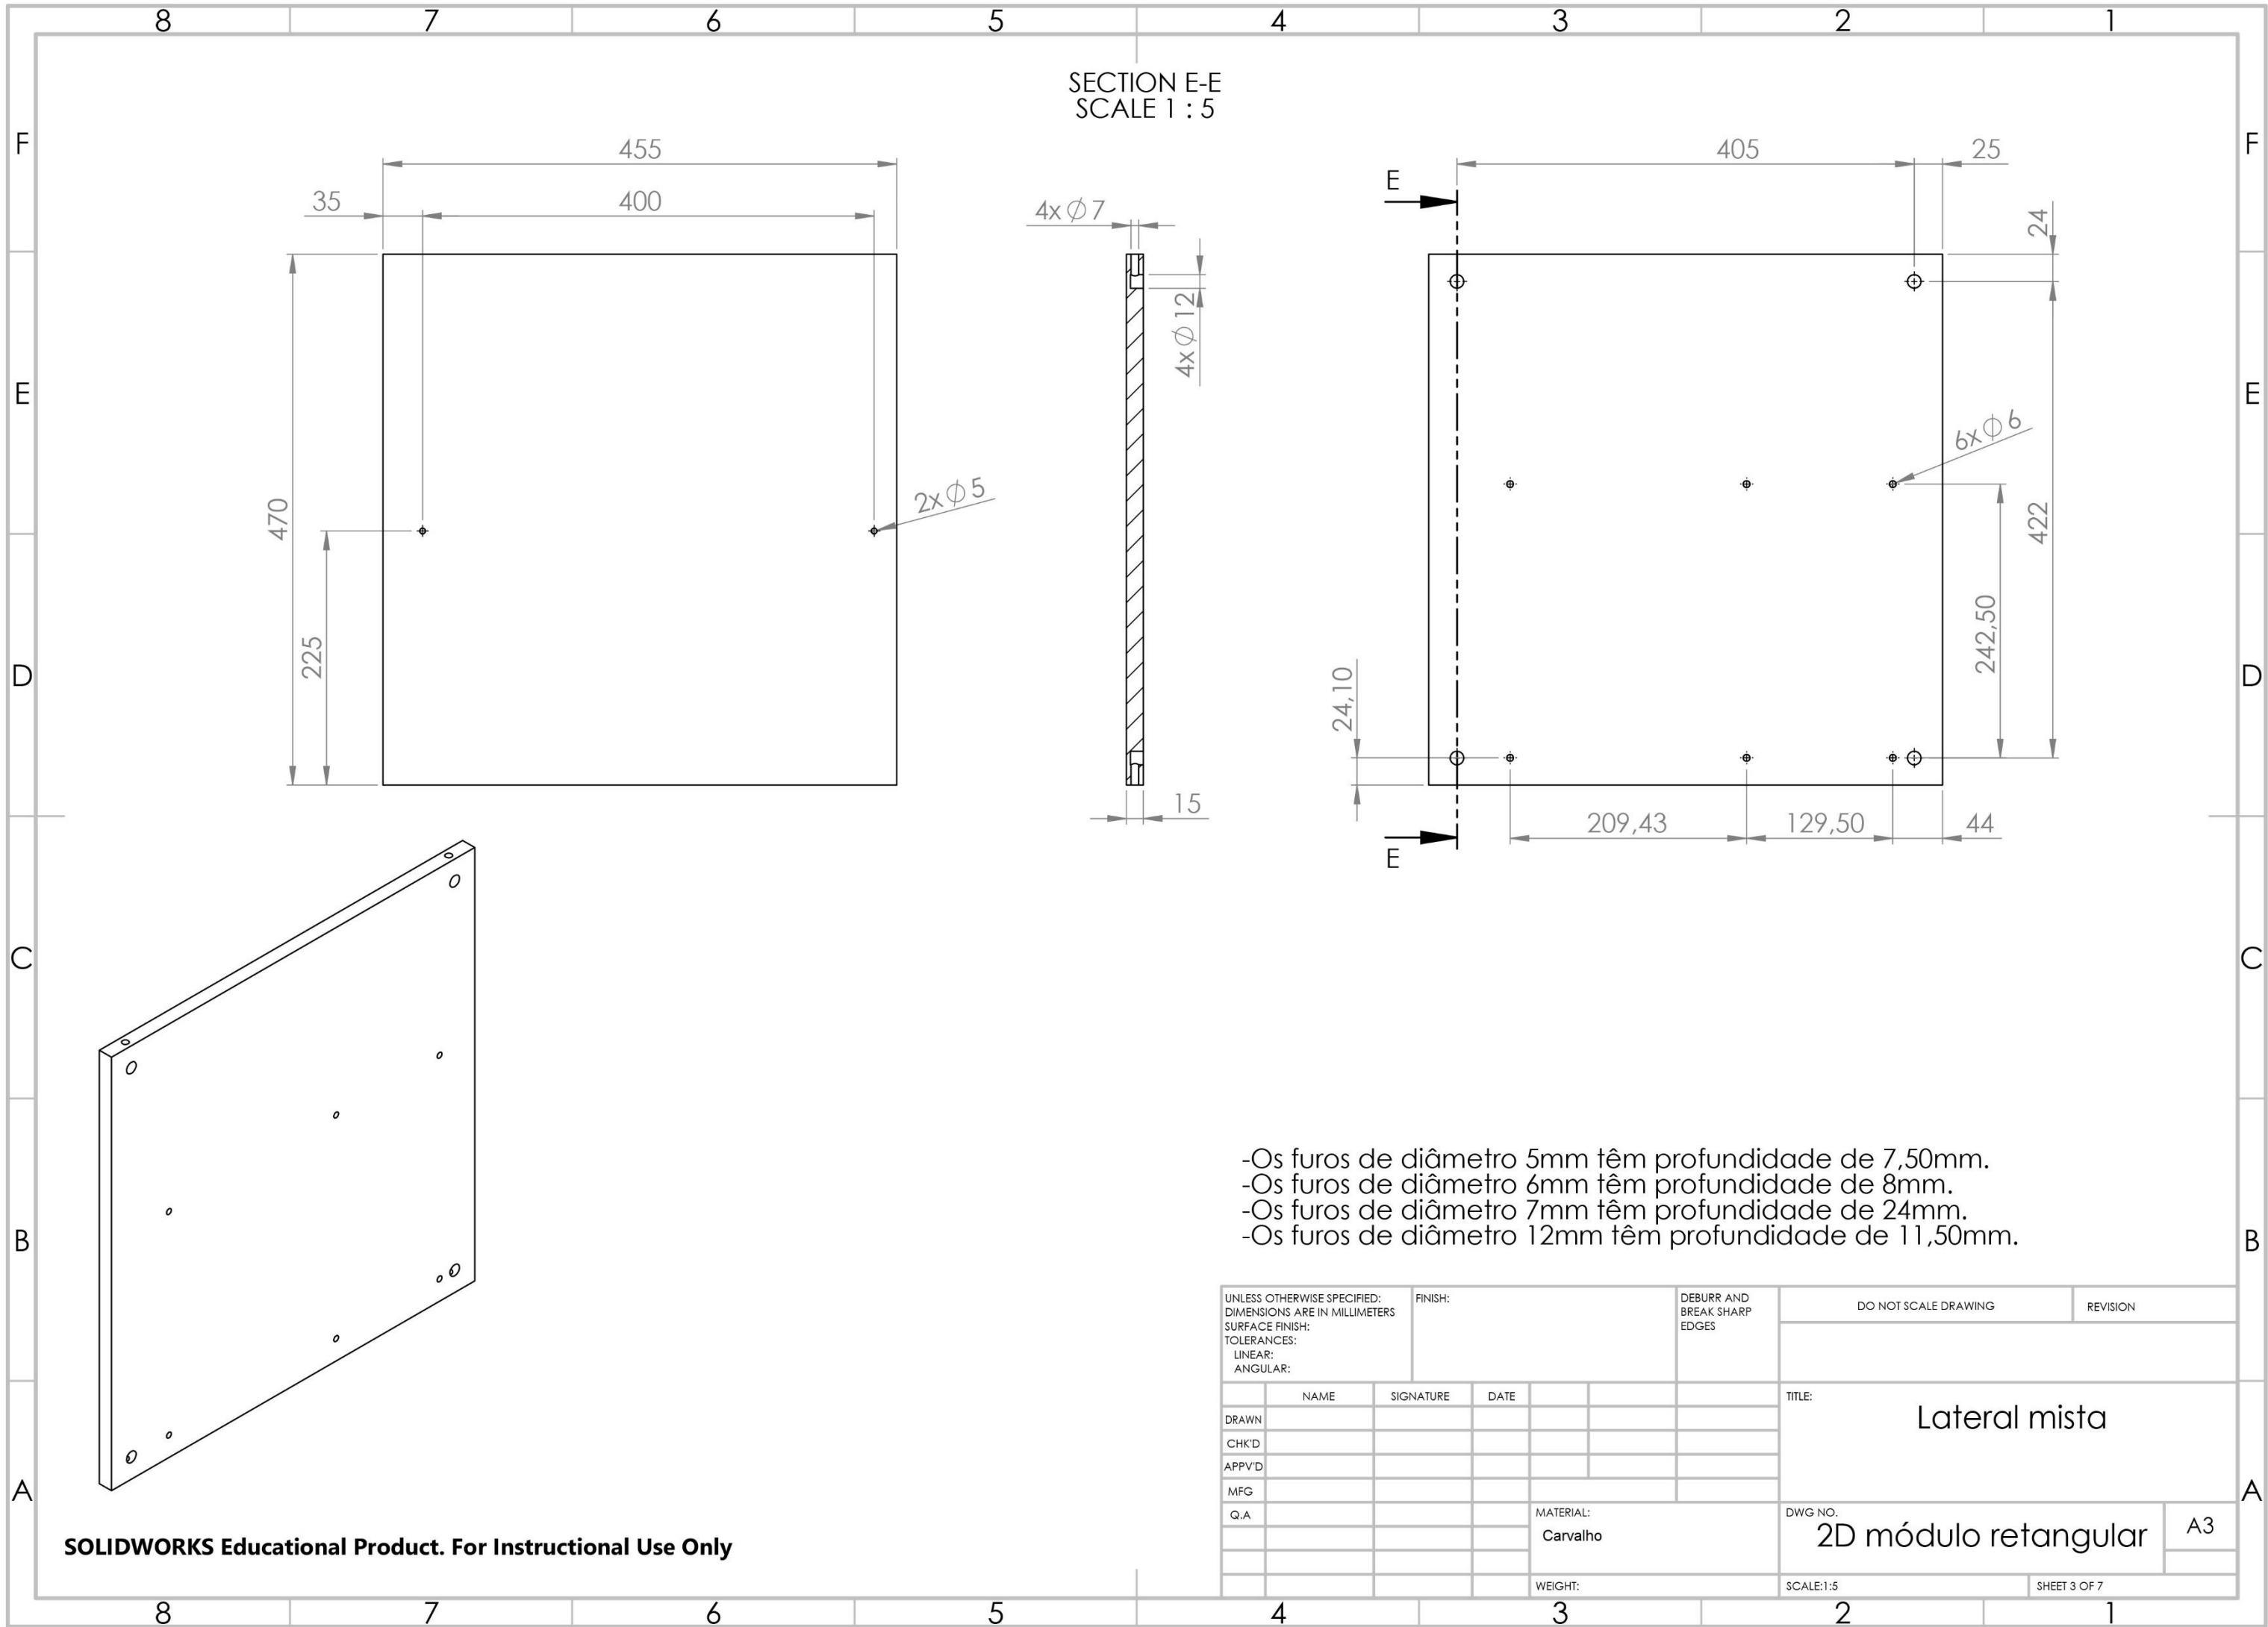 8 7 6 5 4 3 2 1
SECTION E-E
SCALE 1 : 5
F
F
455
405
25
35
400
E
4x∅7
24
4x∅12
E
E
6x∅6
2x∅5
470
422
242,50
225
D
D
24,10
15
209,43
129,50
44
E
C
C
-Os furos de diâmetro 5mm têm profundidade de 7,50mm.
-Os furos de diâmetro 6mm têm profundidade de 8mm.
-Os furos de diâmetro 7mm têm profundidade de 24mm.
-Os furos de diâmetro 12mm têm profundidade de 11,50mm.
B
B
UNLESS OTHERWISE SPECIFIED:
DIMENSIONS ARE IN MILLIMETERS
SURFACE FINISH:
TOLERANCES:
LINEAR:
ANGULAR:
FINISH:
DEBURR AND
BREAK SHARP
EDGES
DO NOT SCALE DRAWING
REVISION
NAME
SIGNATURE
DATE
TITLE:
Lateral mista
DRAWN
CHK'D
APPV'D
MFG
Q.A
A
A
MATERIAL:
Carvalho
DWG NO.
2D módulo retangular
A3
WEIGHT:
SCALE:1:5
SHEET 3 OF 7
SOLIDWORKS Educational Product. For Instructional Use Only
8 7 6 5 4 3 2 1